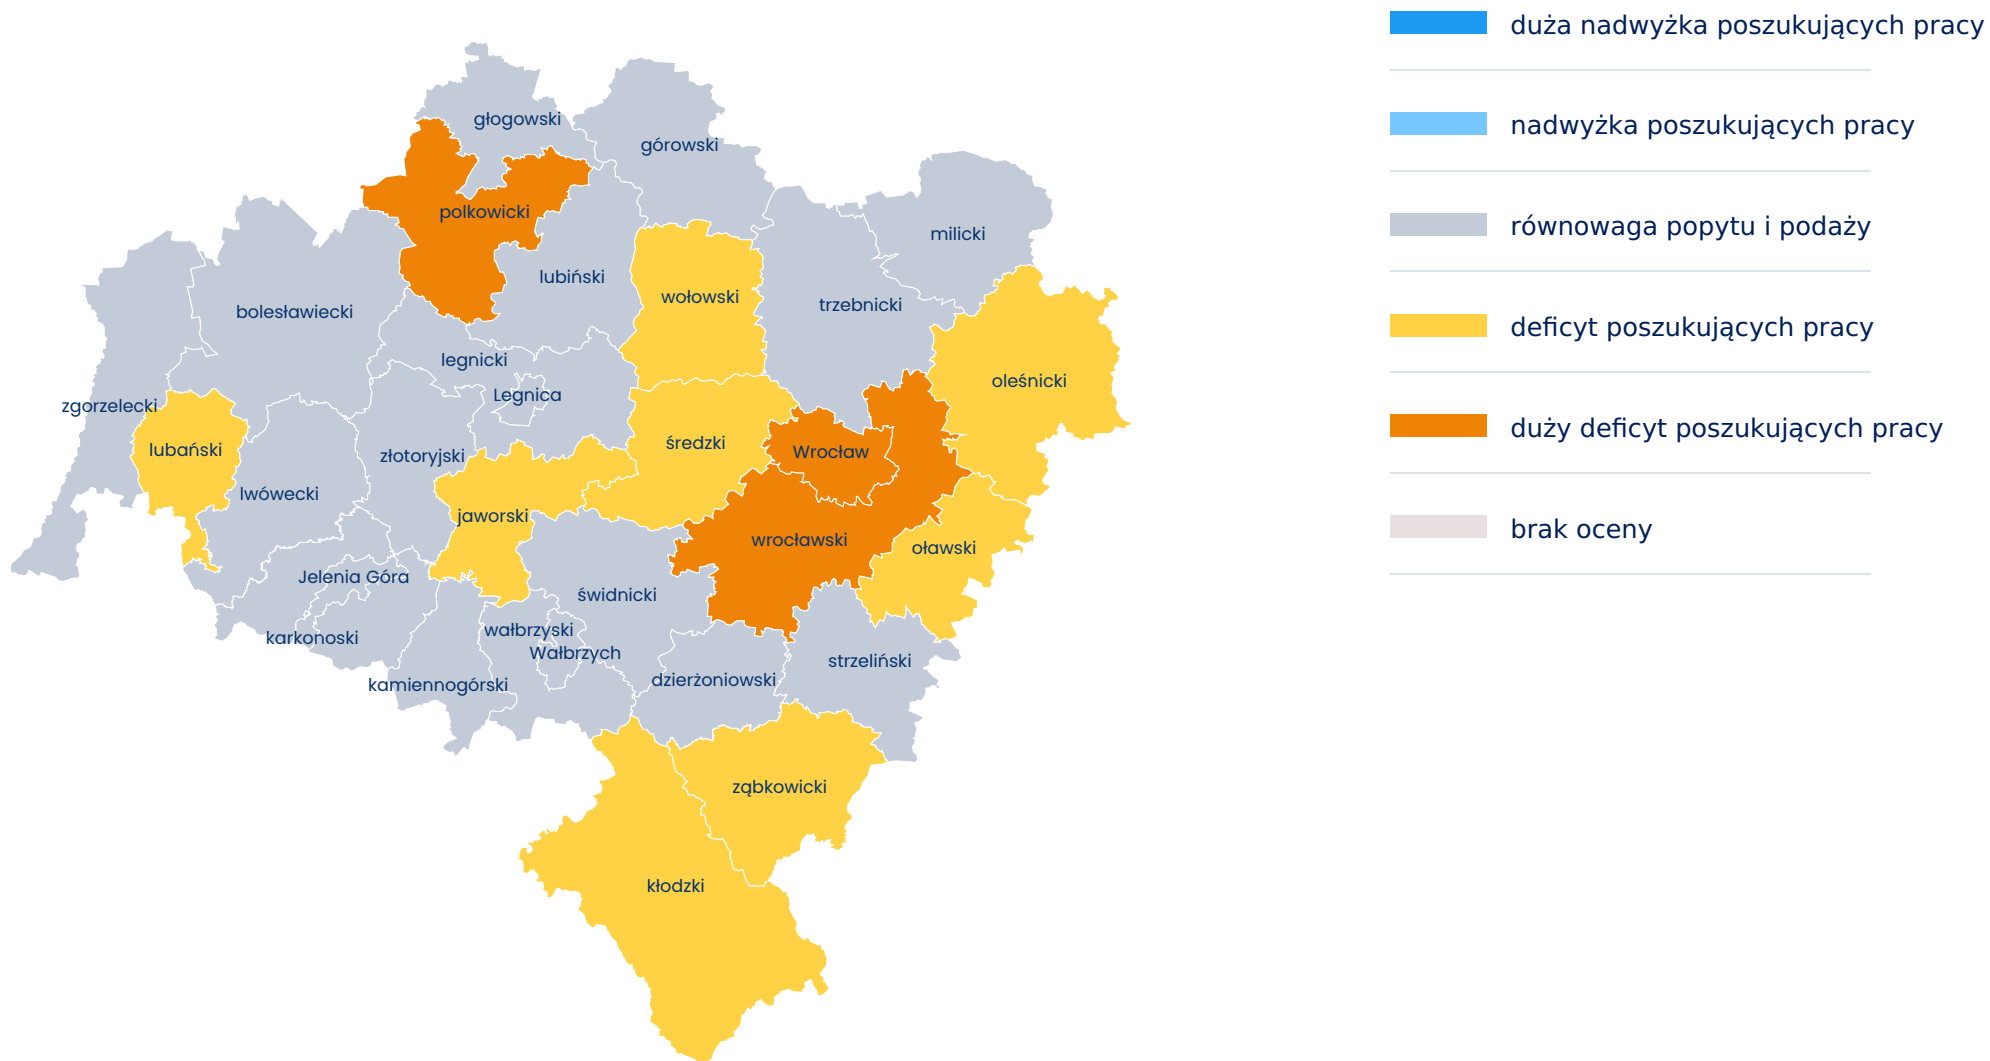 głogowski
górowski
polkowicki
milicki
lubiński
wołowski
trzebnicki
bolesławiecki
legnicki
oleśnicki
Legnica
zgorzelecki
średzki
lubański
złotoryjski
Wrocław
lwówecki
jaworski
wrocławski
oławski
Jelenia Góra
świdnicki
wałbrzyski
karkonoski
Wałbrzych
strzeliński
kamiennogórski
dzierżoniowski
ząbkowicki
kłodzki
duża nadwyżka poszukujących pracy
nadwyżka poszukujących pracy
równowaga popytu i podaży
deficyt poszukujących pracy
duży deficyt poszukujących pracy
brak oceny